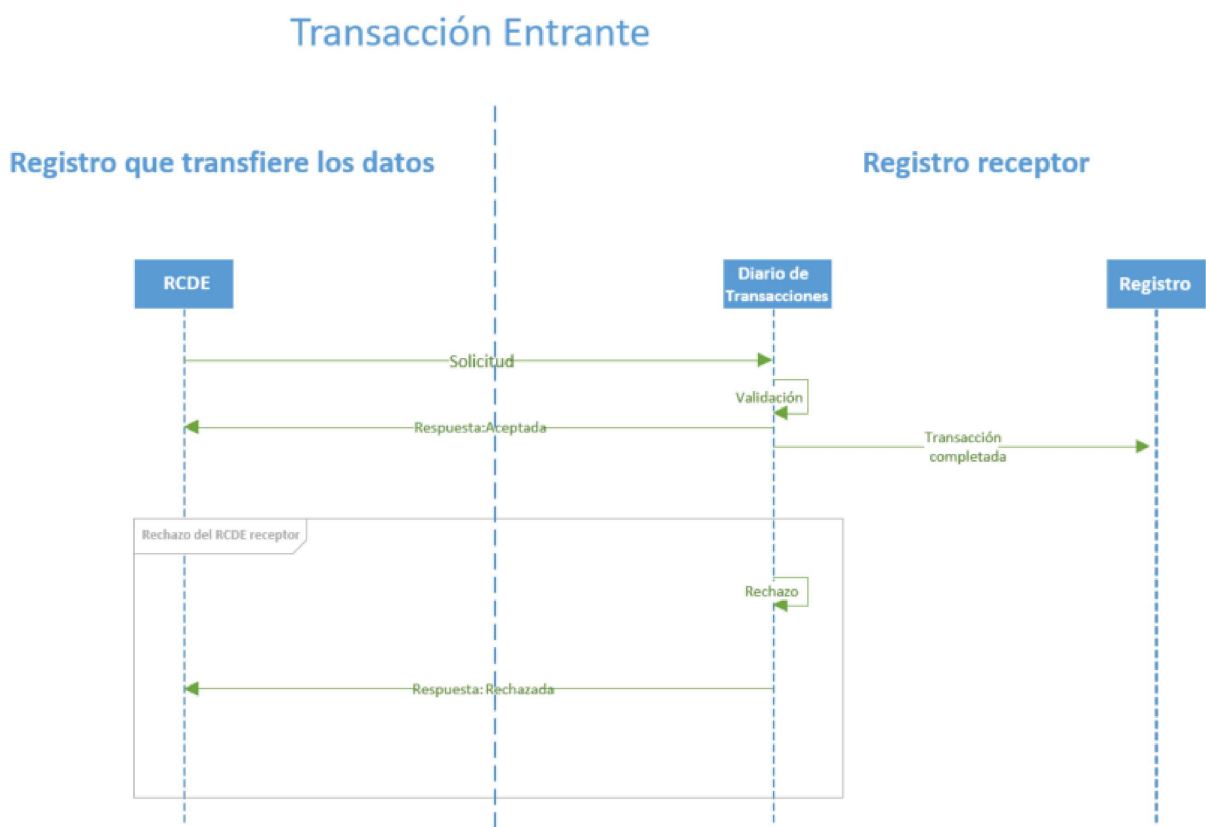 Transacción Entrante
Registro que transfiere los datos
Registro receptor
RCDE
Diario de
Transacciones
Registro
Solicitud
Validación
Respuesta:Aceptada
Transacción
completada
Rechazo del RCDE receptor
Rechazo
Respuesta:Rechazada